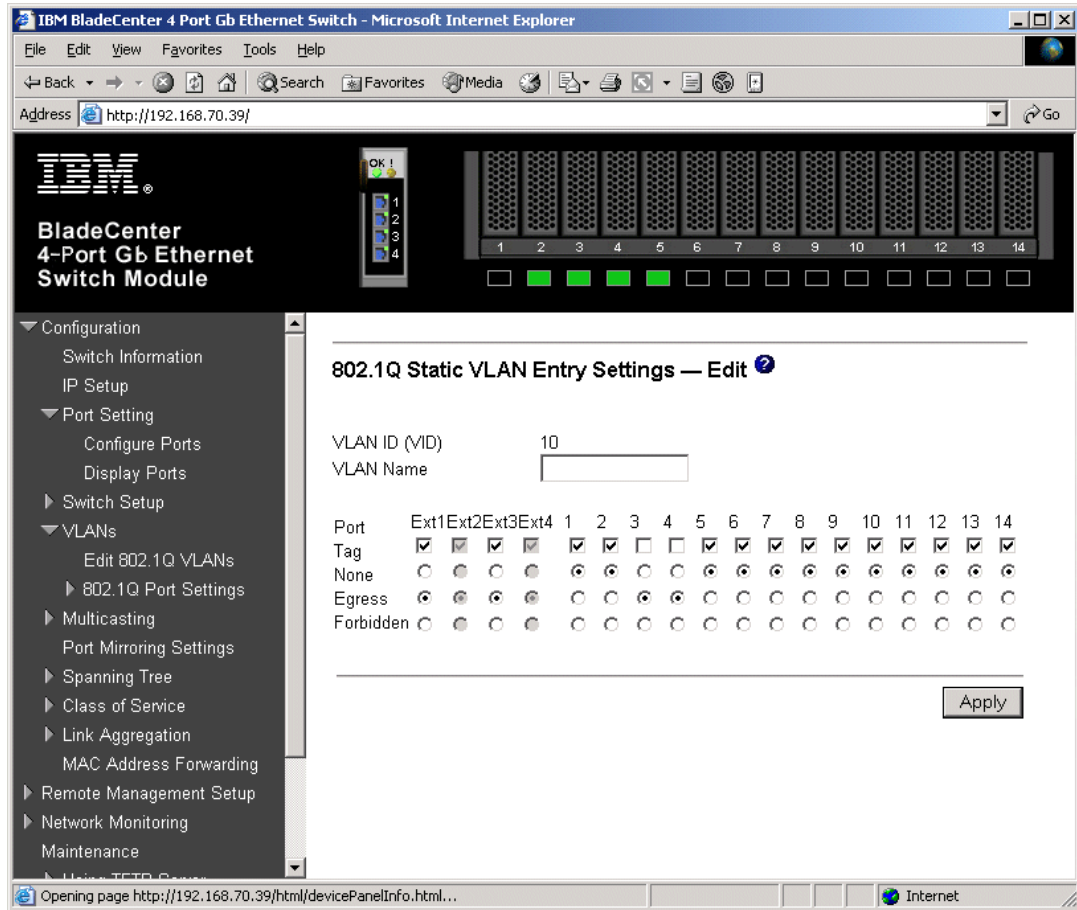 IBM BladeCenter 4 Port Gb Ethernet Switch - Microsoft Internet Explorer
File Edit View Favorites Tools Help
Back Search Favorites Media
Address http://192.168.70.39/ Go
IBM®
BladeCenter
4-Port Gb Ethernet
Switch Module
OK !
1
2
3
4
1 2 3 4 5 6 7 8 9 10 11 12 13 14
Configuration
Switch Information
IP Setup
Port Setting
Configure Ports
Display Ports
Switch Setup
VLANs
Edit 802.1Q VLANs
802.1Q Port Settings
Multicasting
Port Mirroring Settings
Spanning Tree
Class of Service
Link Aggregation
MAC Address Forwarding
Remote Management Setup
Network Monitoring
Maintenance
Using TFTP Server
802.1Q Static VLAN Entry Settings — Edit ?
VLAN ID (VID) 10
VLAN Name
Port Ext1 Ext2 Ext3 Ext4 1 2 3 4 5 6 7 8 9 10 11 12 13 14
Tag
None
Egress
Forbidden
Apply
Opening page http://192.168.70.39/html/devicePanelInfo.html... Internet